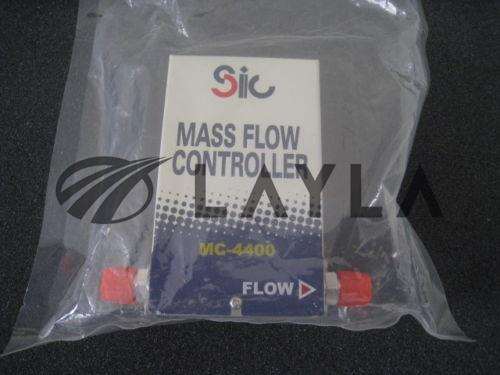 Sic
MASS FLOW
CONTROLLER
LAYLA
MC-4400
FLOW